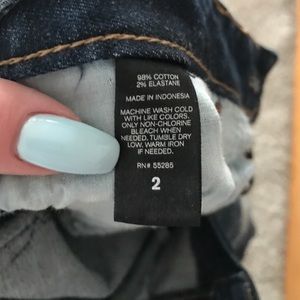 98% COTTON
2% ELASTANE
MADE IN INDONESIA
MACHINE WASH COLD
WITH LIKE COLORS.
ONLY NON-CHLORINE
BLEACH WHEN
NEEDED. TUMBLE DRY
LOW, WARM IRON
IF NEEDED.
RN# 55285
2